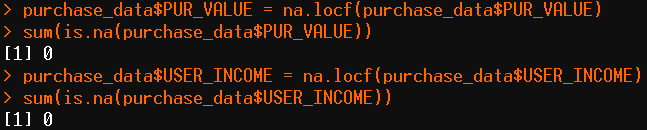 > purchase_data$PUR_VALUE = na.locf(purchase_data$PUR_VALUE)
> sum(is.na(purchase_data$PUR_VALUE))
[1] 0
> purchase_data$USER_INCOME = na.locf(purchase_data$USER_INCOME)
> sum(is.na(purchase_data$USER_INCOME))
[1] 0